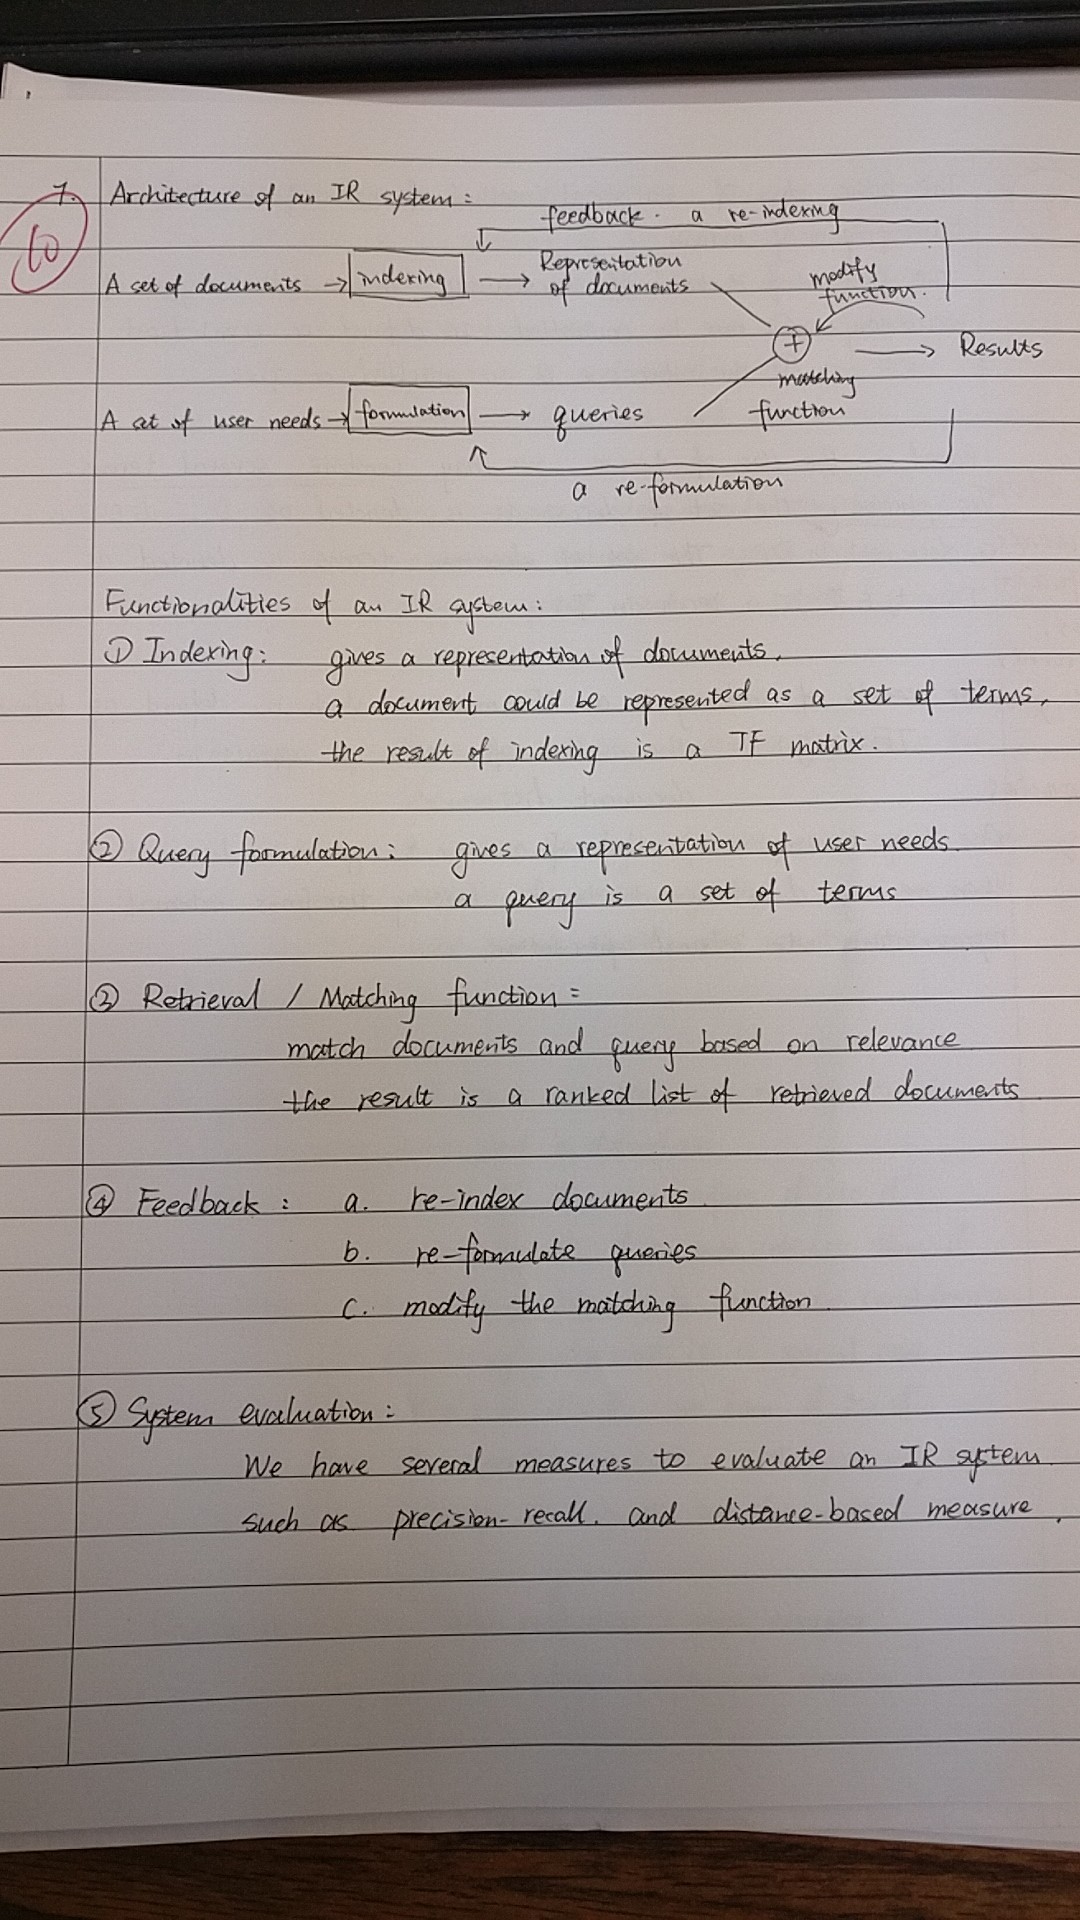 7. Architecture of an IR system:
10
feedback. a re-indexing
A set of documents → indexing → Representation of documents
modify function.
+ → Results
matching function
A set of user needs → formulation → queries
a re-formulation
Functionalities of an IR system:
① Indexing: gives a representation of documents,
a document could be represented as a set of terms,
the result of indexing is a TF matrix.
② Query formulation: gives a representation of user needs.
a query is a set of terms
③ Retrieval / Matching function:
match documents and query based on relevance
the result is a ranked list of retrieved documents
④ Feedback: a. re-index documents
b. re-formulate queries
c. modify the matching function
⑤ System evaluation:
We have several measures to evaluate an IR system
such as precision-recall. and distance-based measure.